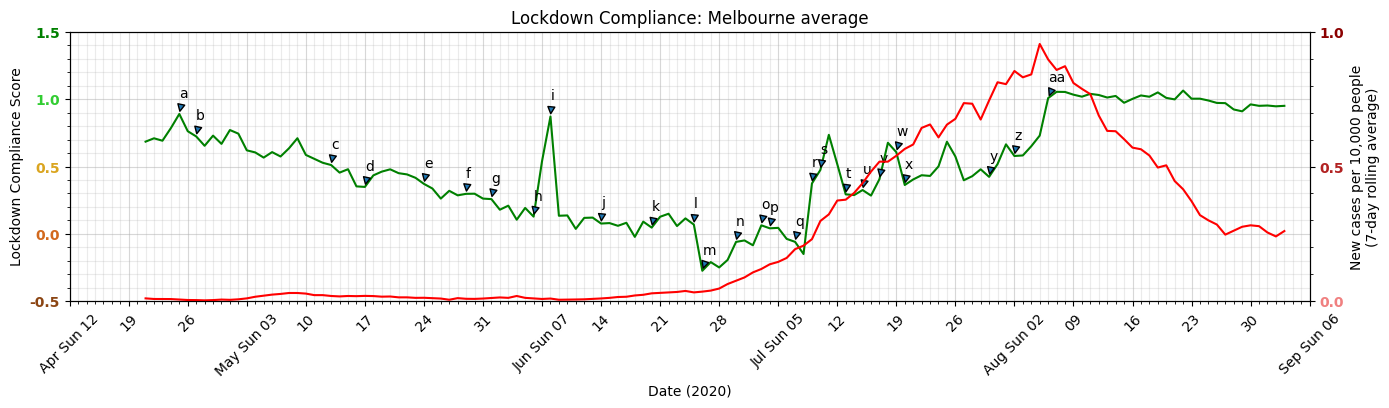 Lockdown Compliance: Melbourne average
Lockdown Compliance Score
1.5
1.0
0.5
0.0
-0.5
a
b
c
d
e
f
g
h
i
j
k
l
m
n
o
p
q
r
s
t
u
v
w
x
y
z
aa
1.0
0.5
0.0
New cases per 10,000 people
(7-day rolling average)
Apr Sun 12
19
26
May Sun 03
10
17
24
31
Jun Sun 07
14
21
28
Jul Sun 05
12
19
26
Aug Sun 02
09
16
23
30
Sep Sun 06
Date (2020)